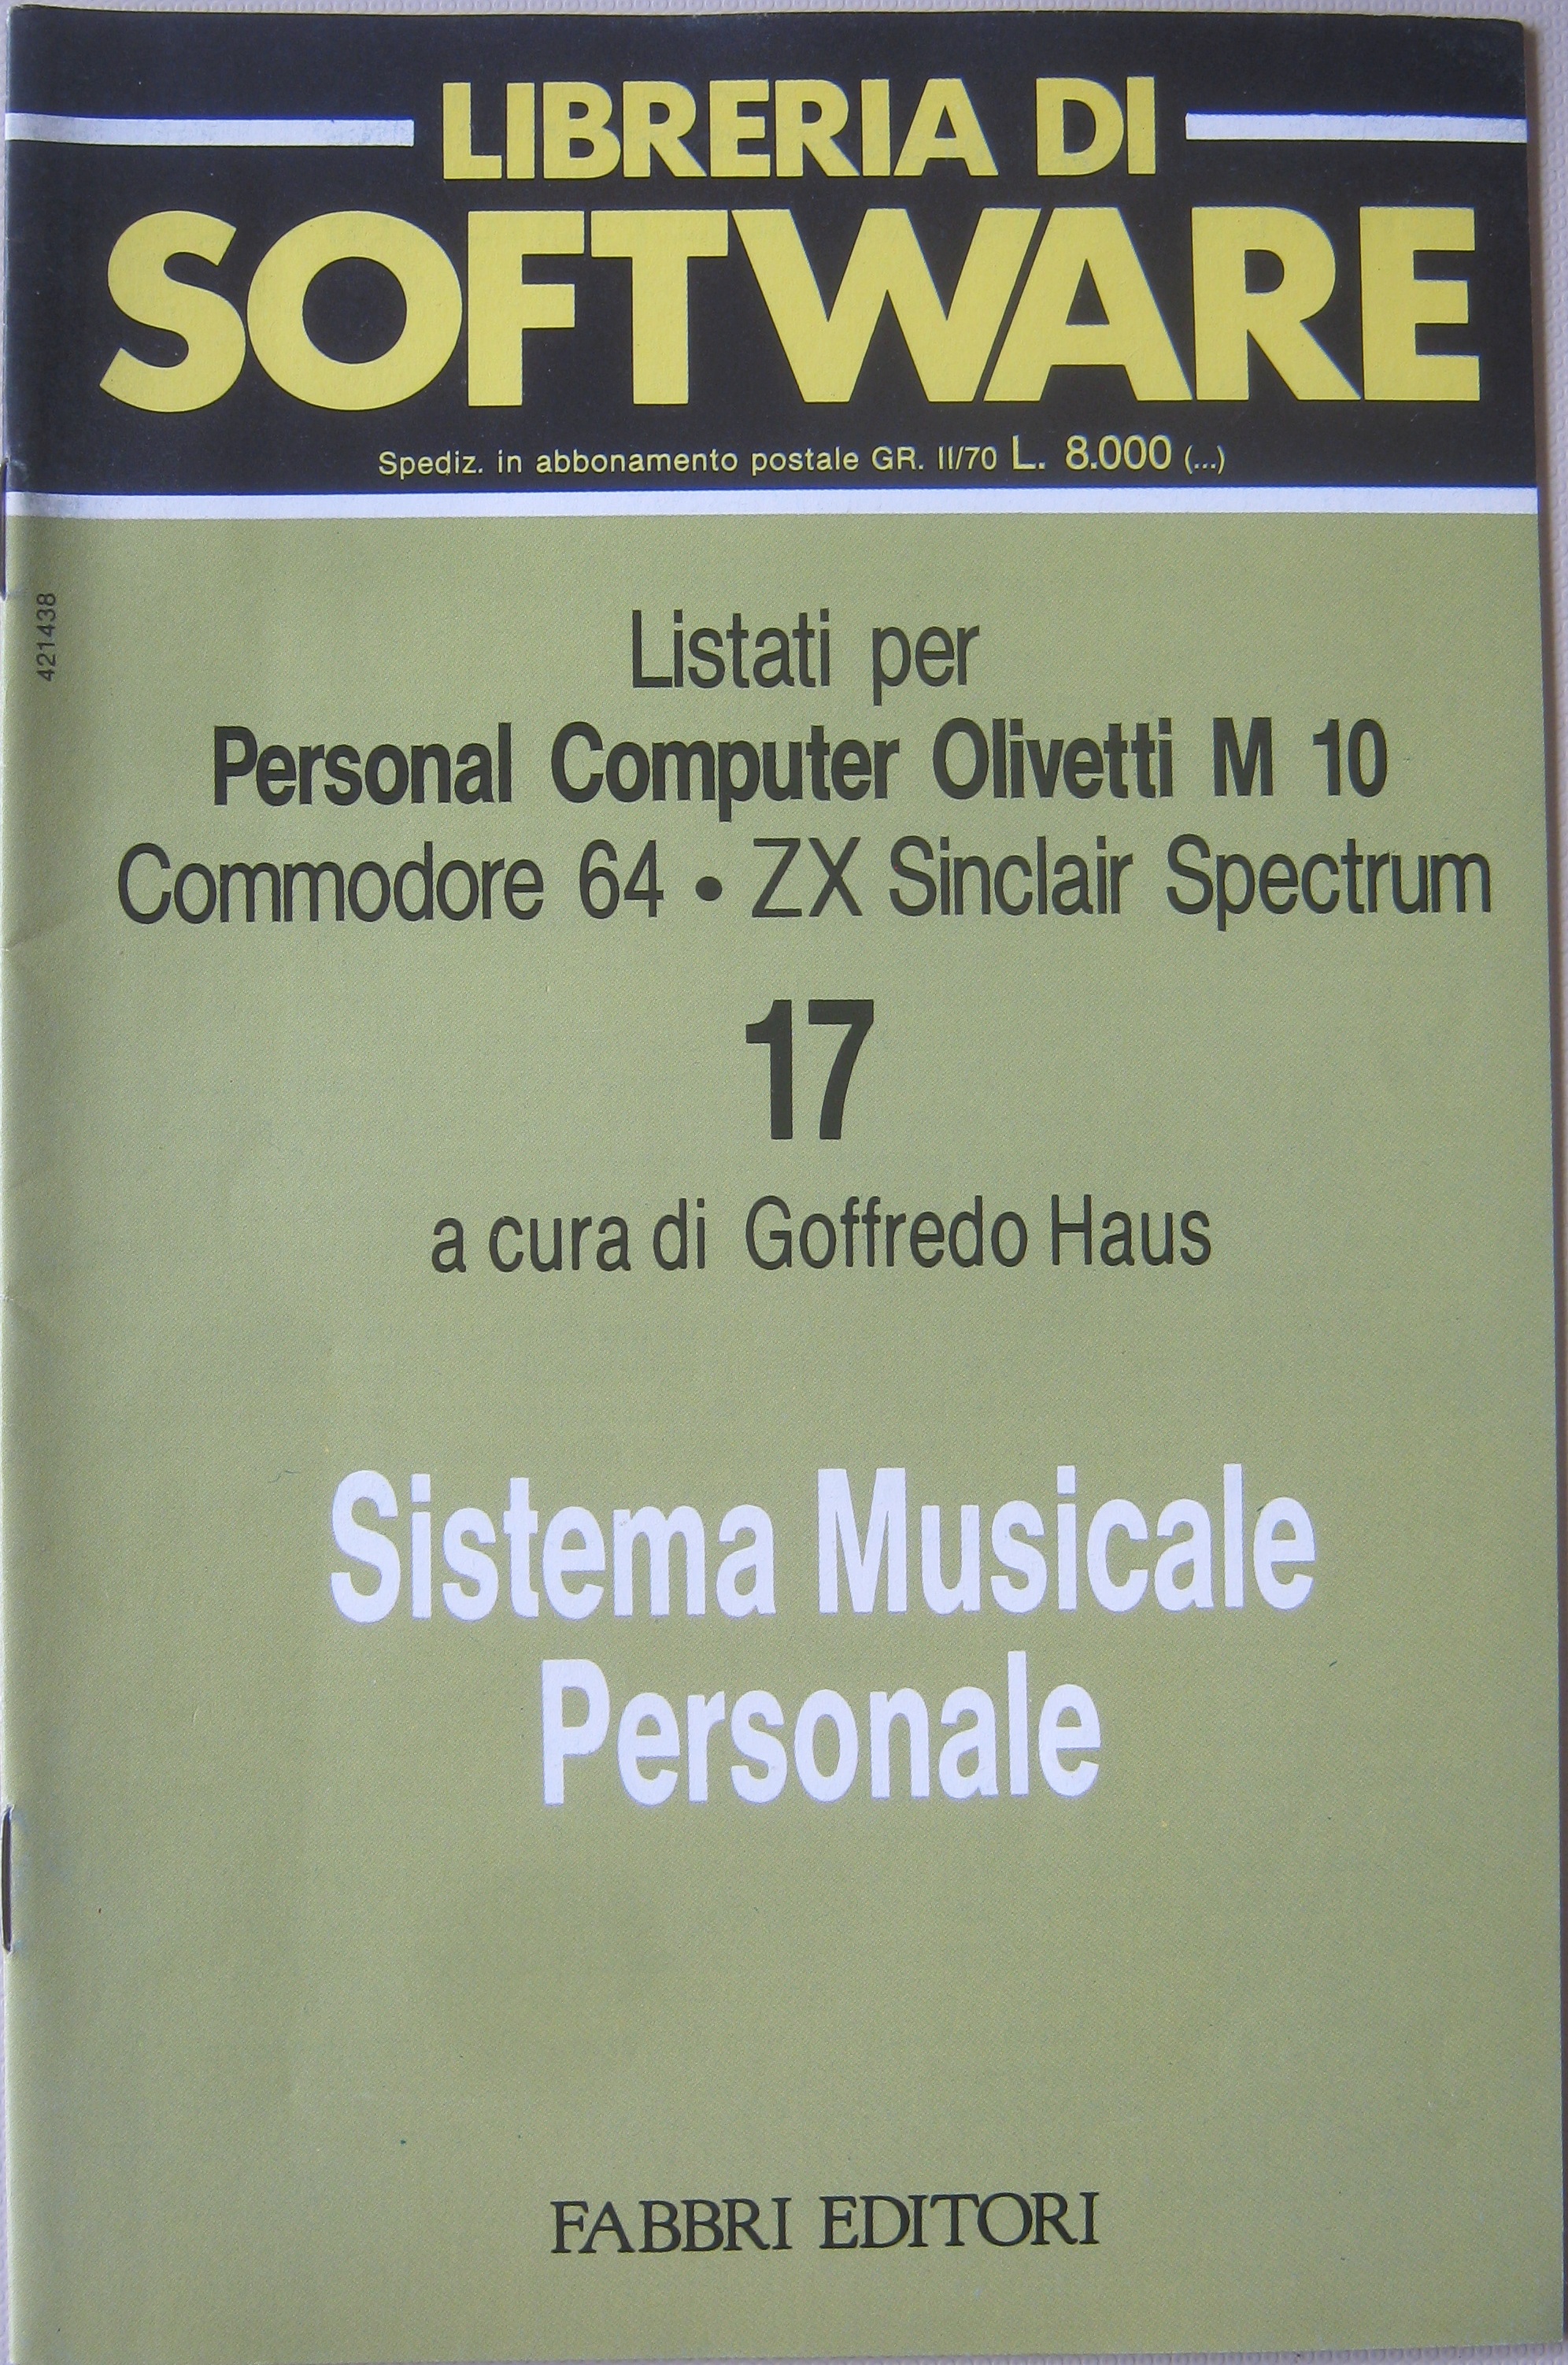 LIBRERIA DI
SOFTWARE
Spediz. in abbonamento postale GR. II/70 L. 8.000 (...)
421438
Listati per
Personal Computer Olivetti M 10
Commodore 64 • ZX Sinclair Spectrum
17
a cura di Goffredo Haus
Sistema Musicale
Personale
FABBRI EDITORI